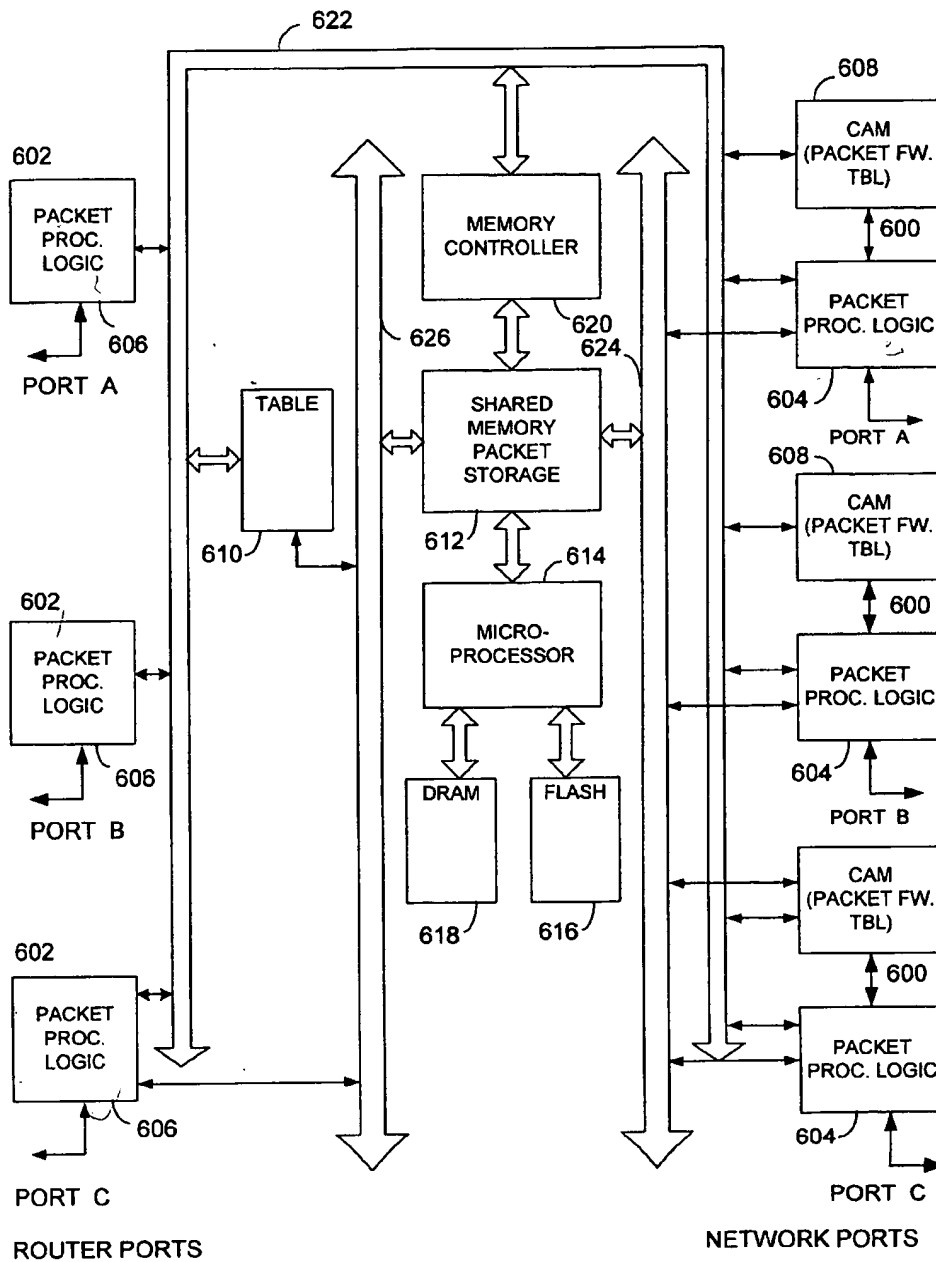 622
608
CAM
(PACKET FW.
TBL)
602
PACKET
PROC.
LOGIC
606
PORT A
MEMORY
CONTROLLER
620
600
PACKET
PROC. LOGIC
604
PORT A
626
624
TABLE
610
SHARED
MEMORY
PACKET
STORAGE
612
608
CAM
(PACKET FW.
TBL)
600
614
MICRO-
PROCESSOR
602
PACKET
PROC.
LOGIC
606
PORT B
PACKET
PROC. LOGIC
604
PORT B
DRAM
618
FLASH
616
CAM
(PACKET FW.
TBL)
600
602
PACKET
PROC.
LOGIC
606
PORT C
PACKET
PROC. LOGIC
604
PORT C
ROUTER PORTS
NETWORK PORTS